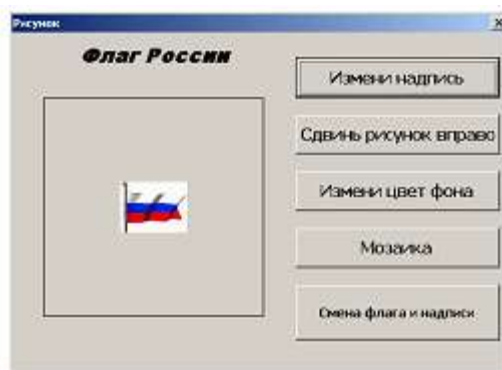 Рисунок
Флаг России
Измени надпись
Сдвинь рисунок вправо
Измени цвет фона
Мозаика
Смена флага и надписи